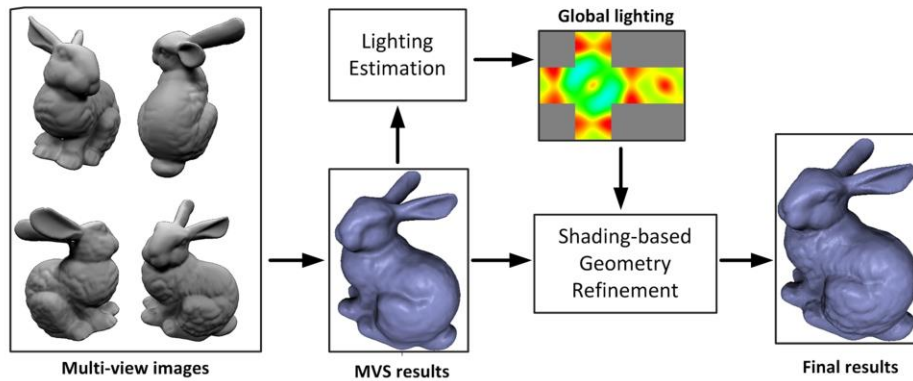 Global lighting
Lighting
Estimation
Shading-based
Geometry
Refinement
Multi-view images
MVS results
Final results